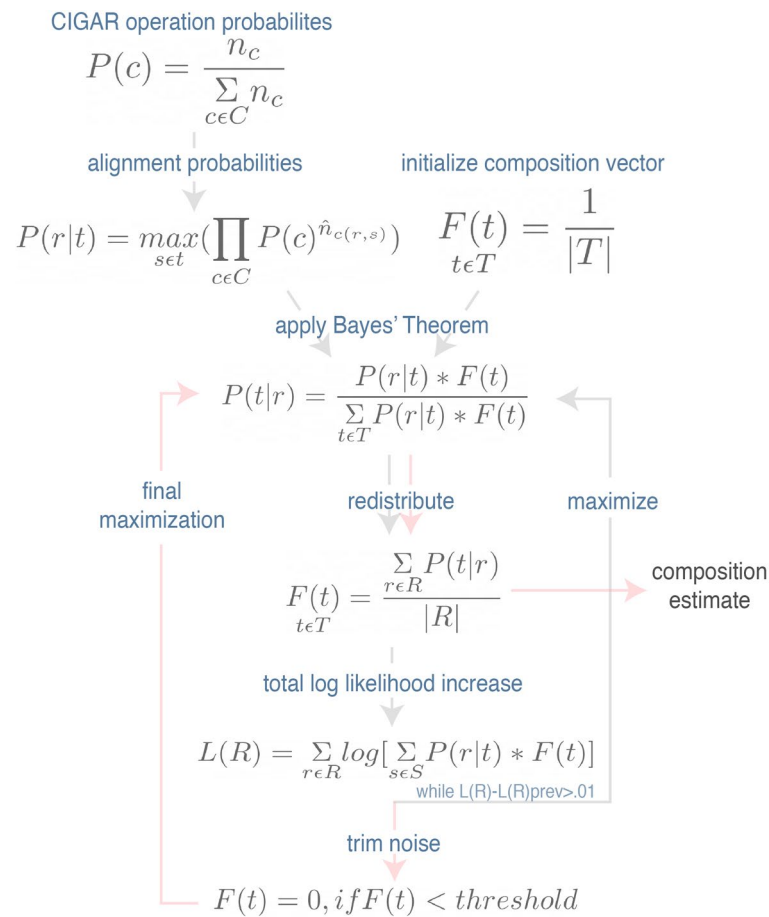 CIGAR operation probabilites
P(c) = n_c / Σ_{cϵC} n_c
alignment probabilities
initialize composition vector
P(r|t) = max_{sϵt}(∏_{cϵC} P(c)^{n̂_{c(r,s)}})
F(t)_{tϵT} = 1 / |T|
apply Bayes’ Theorem
P(t|r) = P(r|t) * F(t) / Σ_{tϵT} P(r|t) * F(t)
final
maximization
redistribute
maximize
F(t)_{tϵT} = Σ_{rϵR} P(t|r) / |R|
composition
estimate
total log likelihood increase
L(R) = Σ_{rϵR} log[ Σ_{sϵS} P(r|t) * F(t)]
while L(R)-L(R)prev>.01
trim noise
F(t) = 0, if F(t) < threshold